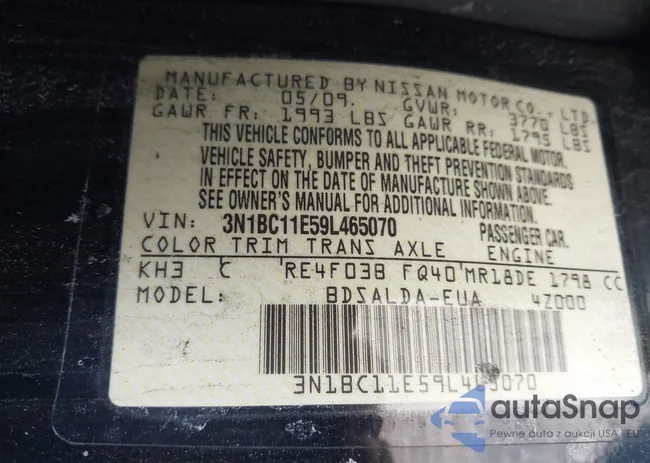 MANUFACTURED BY NISSAN MOTOR CO., LTD.
DATE: 05/09. GVWR: 3770 LBS
GAWR FR: 1993 LBS GAWR RR: 1795 LBS
THIS VEHICLE CONFORMS TO ALL APPLICABLE FEDERAL MOTOR
VEHICLE SAFETY, BUMPER AND THEFT PREVENTION STANDARDS
IN EFFECT ON THE DATE OF MANUFACTURE SHOWN ABOVE.
SEE OWNER'S MANUAL FOR ADDITIONAL INFORMATION.
VIN: 3N1BC11E59L465070 PASSENGER CAR.
COLOR TRIM TRANS AXLE ENGINE
KH3 C RE4F03B FQ40 MR18DE 1798 CC
MODEL: BDSALDA-EUA 4Z000
3N1BC11E59L465070
autaSnap
Pewne auta z aukcji USA i EU